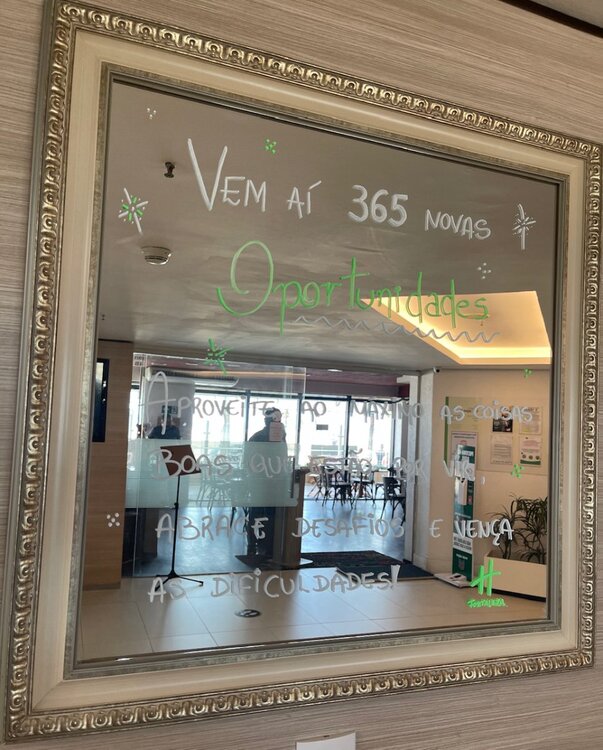 VEM AÍ 365 NOVAS
Oportunidades
APROVEITE AO MÁXIMO AS COISAS
BOAS QUE ESTÃO POR VIR,
ABRACE DESAFIOS E VENÇA
AS DIFICULDADES!
H